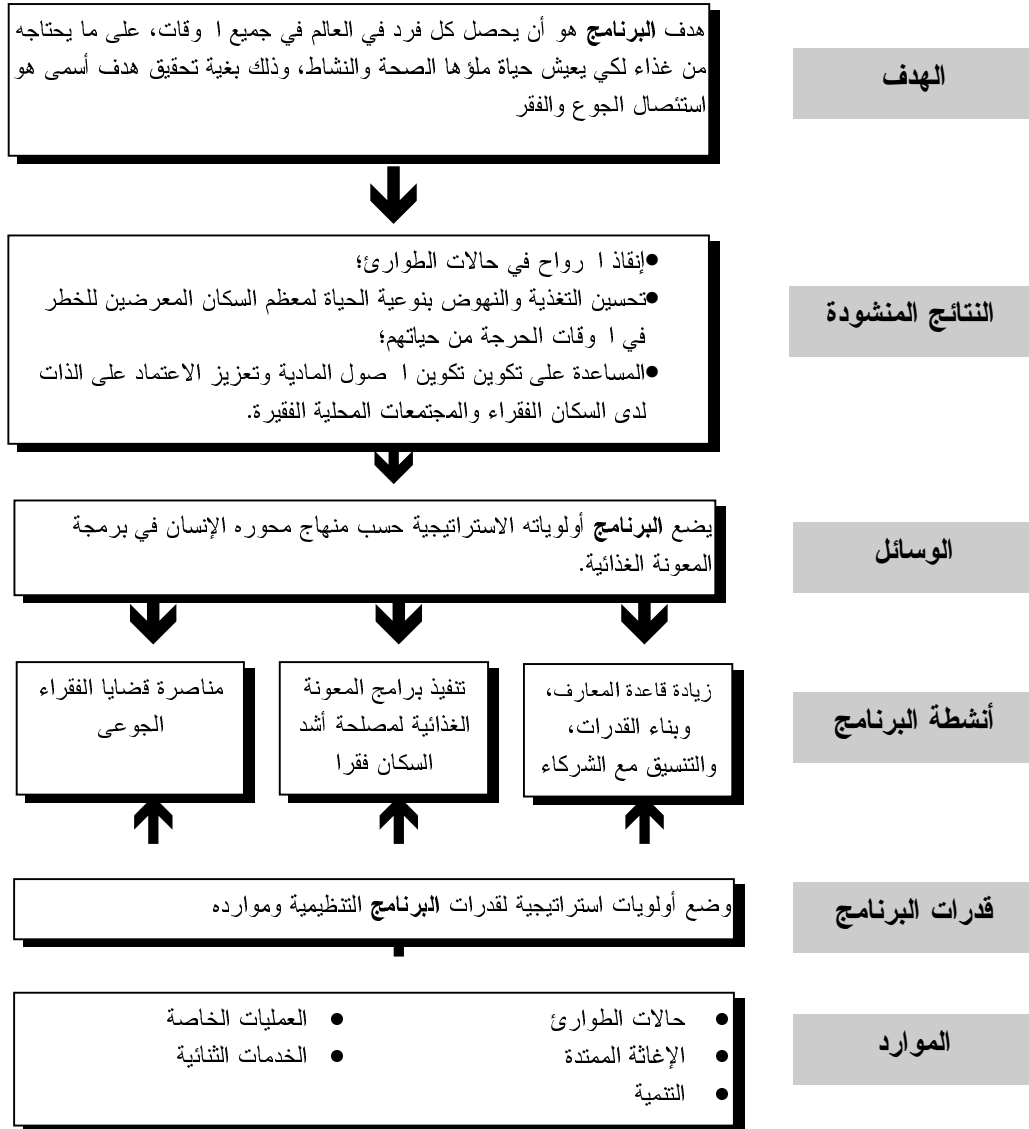 الهدف
هدف البرنامج هو أن يحصل كل فرد في العالم في جميع ا وقات، على ما يحتاجه
من غذاء لكي يعيش حياة ملؤها الصحة والنشاط، وذلك بغية تحقيق هدف أسمى هو
استئصال الجوع والفقر
النتائج المنشودة
●إنقاذ ا رواح في حالات الطوارئ؛
●تحسين التغذية والنهوض بنوعية الحياة لمعظم السكان المعرضين للخطر
في ا وقات الحرجة من حياتهم؛
●المساعدة على تكوين تكوين ا صول المادية وتعزيز الاعتماد على الذات
لدى السكان الفقراء والمجتمعات المحلية الفقيرة.
الوسائل
يضع البرنامج أولوياته الاستراتيجية حسب منهاج محوره الإنسان في برمجة
المعونة الغذائية.
أنشطة البرنامج
زيادة قاعدة المعارف،
وبناء القدرات،
والتنسيق مع الشركاء
تنفيذ برامج المعونة
الغذائية لمصلحة أشد
السكان فقرا
مناصرة قضايا الفقراء
الجوعى
قدرات البرنامج
وضع أولويات استراتيجية لقدرات البرنامج التنظيمية وموارده
الموارد
● حالات الطوارئ
● الإغاثة الممتدة
● التنمية
● العمليات الخاصة
● الخدمات الثنائية